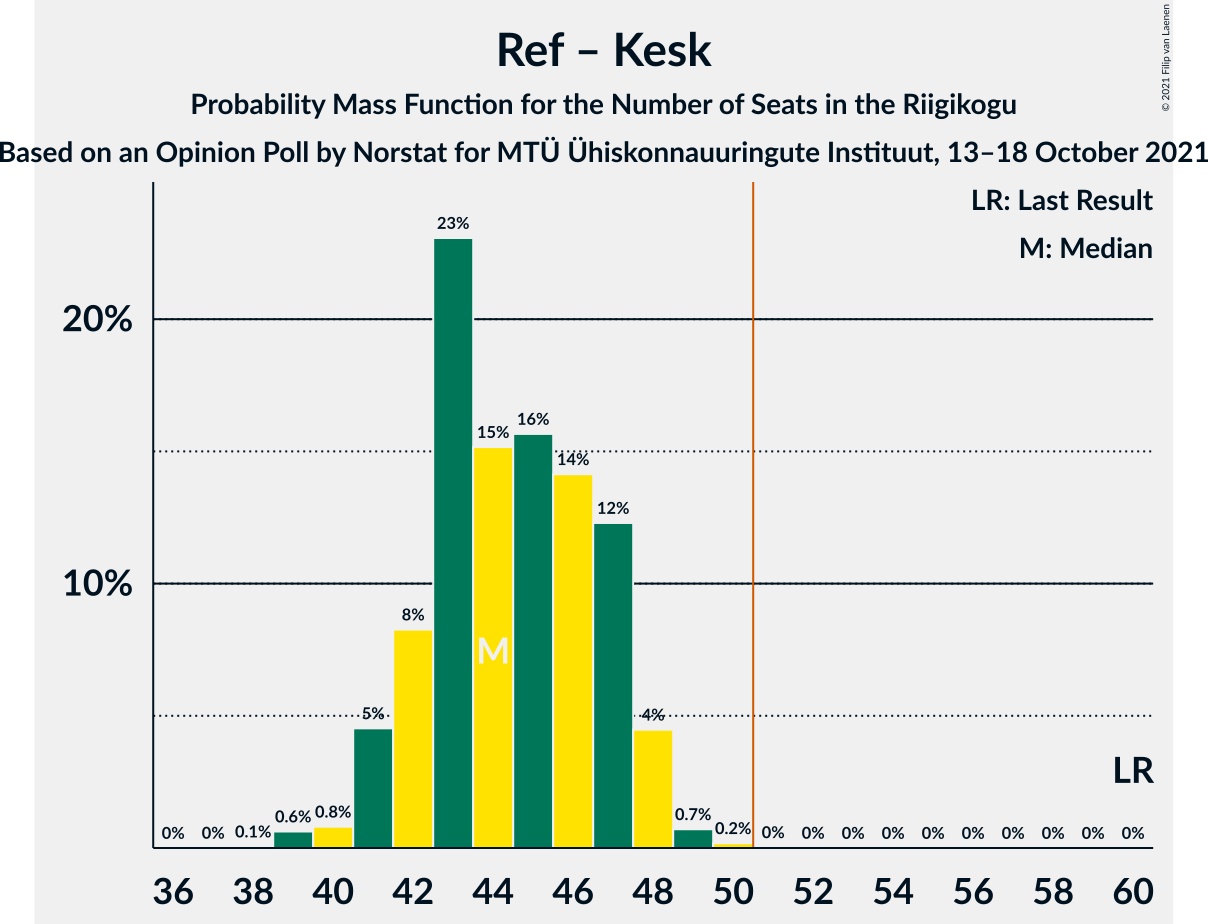 Ref – Kesk
Probability Mass Function for the Number of Seats in the Riigikogu
Based on an Opinion Poll by Norstat for MTÜ Ühiskonnauuringute Instituut, 13–18 October 2021
© 2021 Filip van Laenen
LR: Last Result
M: Median
23%
20%
16%
15%
14%
12%
10%
8%
M
5%
4%
LR
0% 0% 0.1% 0.6% 0.8% 0.7% 0.2% 0% 0% 0% 0% 0% 0% 0% 0% 0% 0%
36 38 40 42 44 46 48 50 52 54 56 58 60